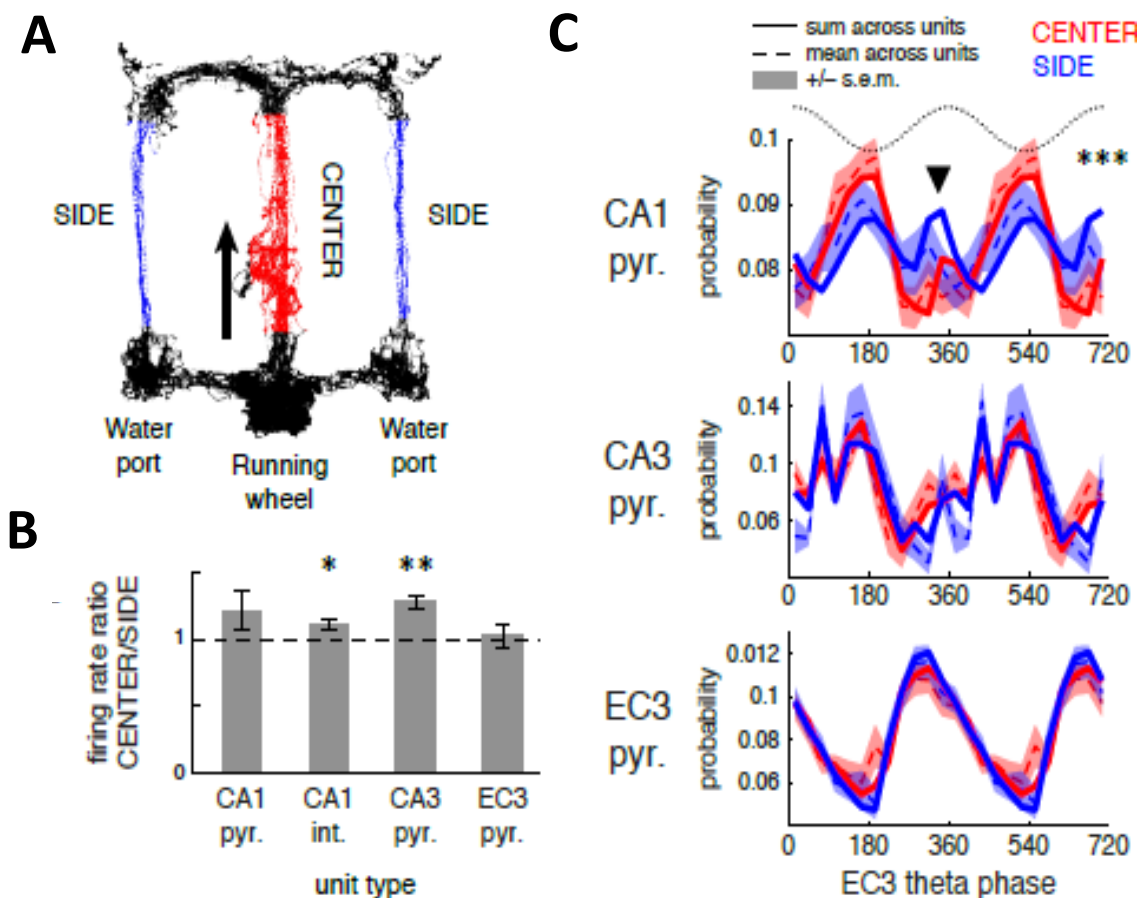 A
SIDE
CENTER
SIDE
Water
port
Running
wheel
Water
port
B
* **
firing rate ratio
CENTER/SIDE
1
0
CA1
pyr.
CA1
int.
CA3
pyr.
EC3
pyr.
unit type
C
sum across units
mean across units
+/– s.e.m.
CENTER
SIDE
CA1
pyr.
probability
0.1
0.09
0.08
***
0 180 360 540 720
CA3
pyr.
probability
0.14
0.1
0.06
0 180 360 540 720
EC3
pyr.
probability
0.012
0.1
0.08
0.06
0 180 360 540 720
EC3 theta phase